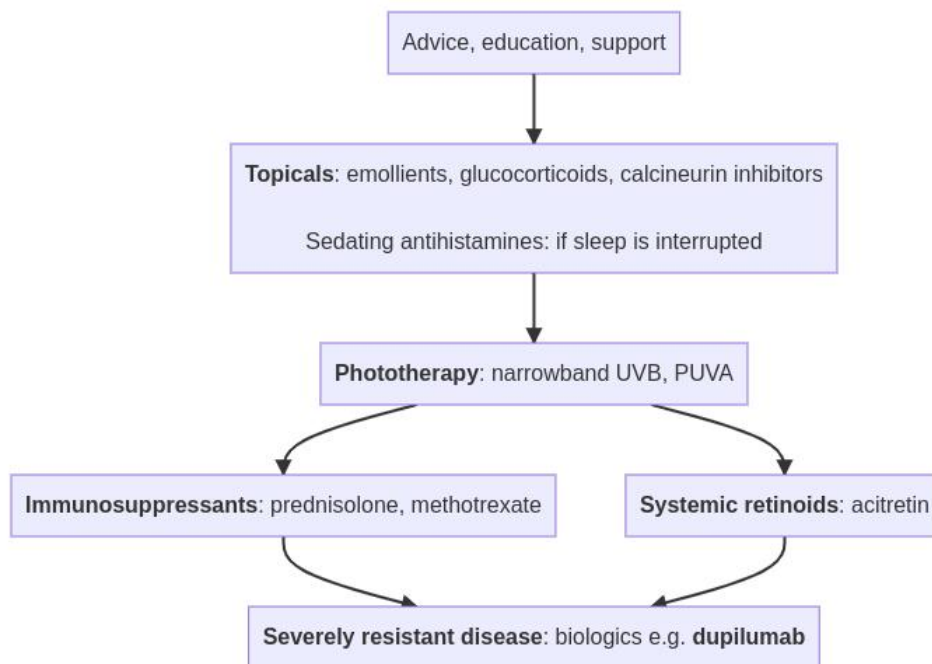 Advice, education, support
Topicals: emollients, glucocorticoids, calcineurin inhibitors
Sedating antihistamines: if sleep is interrupted
Phototherapy: narrowband UVB, PUVA
Immunosuppressants: prednisolone, methotrexate
Systemic retinoids: acitretin
Severely resistant disease: biologics e.g. dupilumab